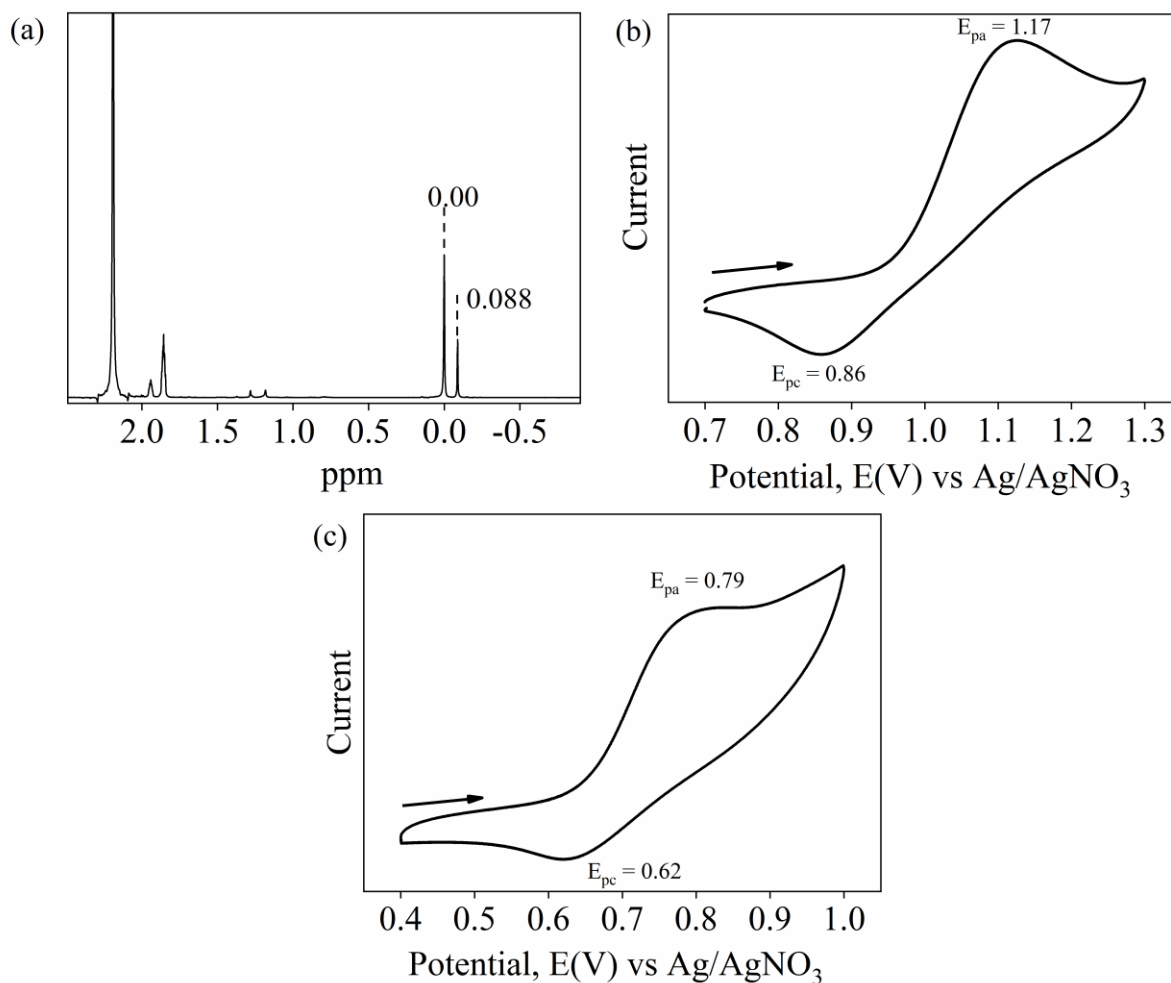 (a)
0.00
0.088
2.0 1.5 1.0 0.5 0.0 -0.5
ppm
(b)
E_pa = 1.17
E_pc = 0.86
Current
0.7 0.8 0.9 1.0 1.1 1.2 1.3
Potential, E(V) vs Ag/AgNO₃
(c)
E_pa = 0.79
E_pc = 0.62
Current
0.4 0.5 0.6 0.7 0.8 0.9 1.0
Potential, E(V) vs Ag/AgNO₃